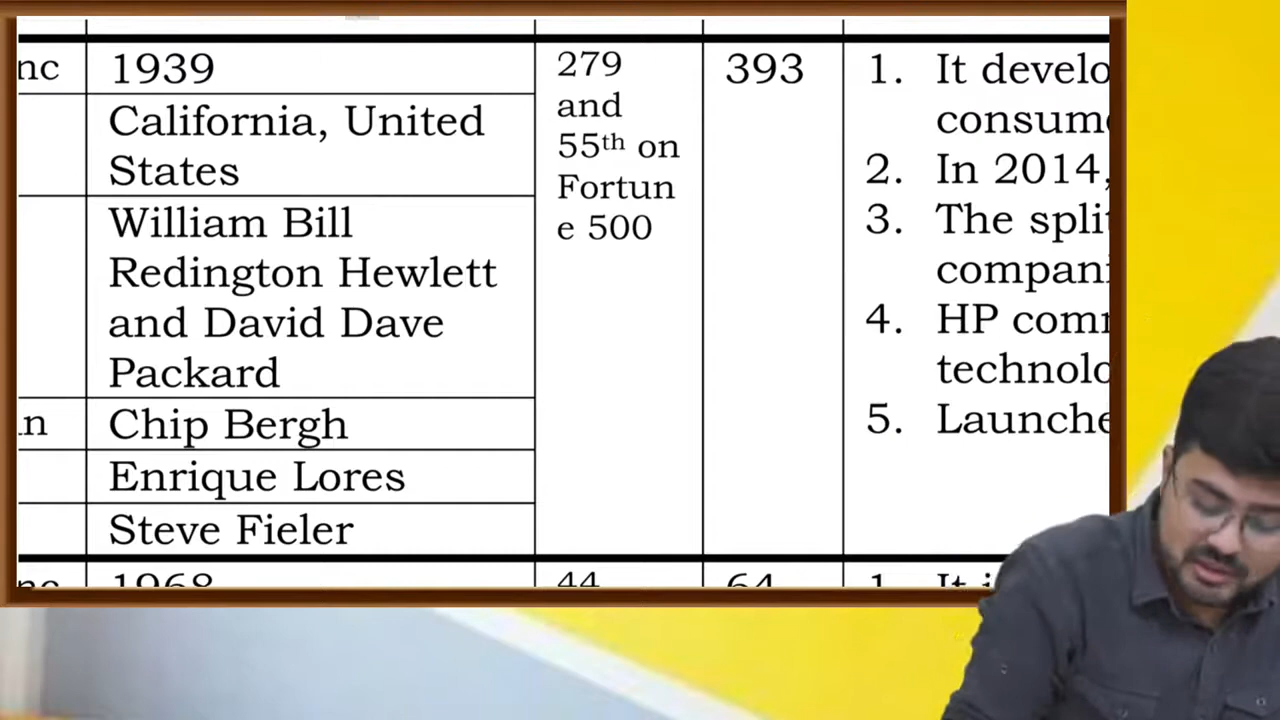 nc
1939
California, United
States
William Bill
Redington Hewlett
and David Dave
Packard
Chip Bergh
Enrique Lores
Steve Fieler
279
and
55th on
Fortun
e 500
393
1. It develo
consum
2. In 2014,
3. The split
compani
4. HP com
technolo
5. Launche
1968
44
64
1. It i